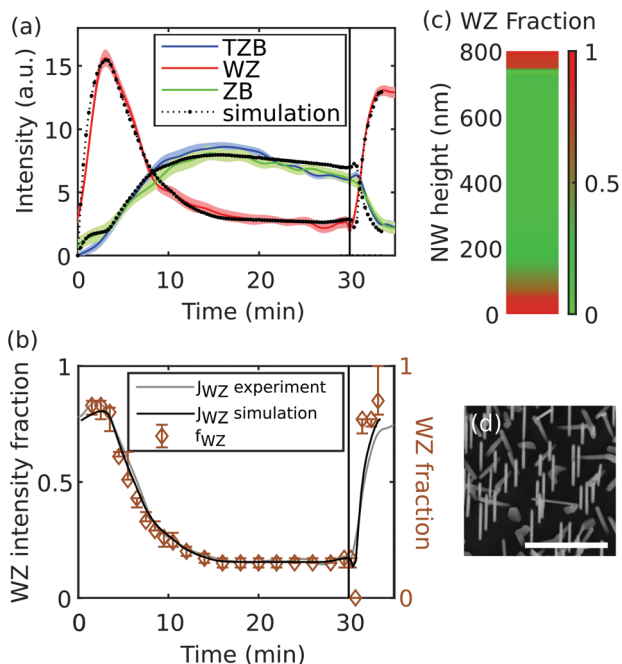 (a)
Intensity (a.u.)
15
10
5
0
TZB
WZ
ZB
simulation
0 10 20 30
Time (min)
(c) WZ Fraction
NW height (nm)
800
600
400
200
0
1
0.5
0
(b)
WZ intensity fraction
1
0.5
0
J_WZ experiment
J_WZ simulation
f_WZ
1
0
WZ fraction
0 10 20 30
Time (min)
(d)